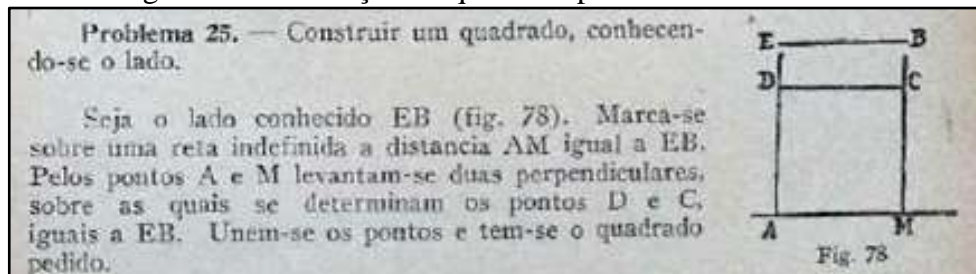 Problema 25. — Construir um quadrado, conhecen-
do-se o lado.
Seja o lado conhecido EB (fig. 78). Marca-se
sobre uma reta indefinida a distancia AM igual a EB.
Pelos pontos A e M levantam-se duas perpendiculares,
sobre as quais se determinam os pontos D e C,
iguais a EB. Unem-se os pontos e tem-se o quadrado
pedido.
E B
D C
A M
Fig. 78